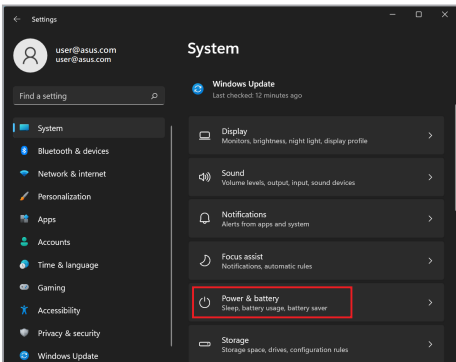 Settings
user@asus.com
user@asus.com
Find a setting
System
Bluetooth & devices
Network & internet
Personalization
Apps
Accounts
Time & language
Gaming
Accessibility
Privacy & security
Windows Update
System
Windows Update
Last checked: 12 minutes ago
Display
Monitors, brightness, night light, display profile
Sound
Volume levels, output, input, sound devices
Notifications
Alerts from apps and system
Focus assist
Notifications, automatic rules
Power & battery
Sleep, battery usage, battery saver
Storage
Storage space, drives, configuration rules